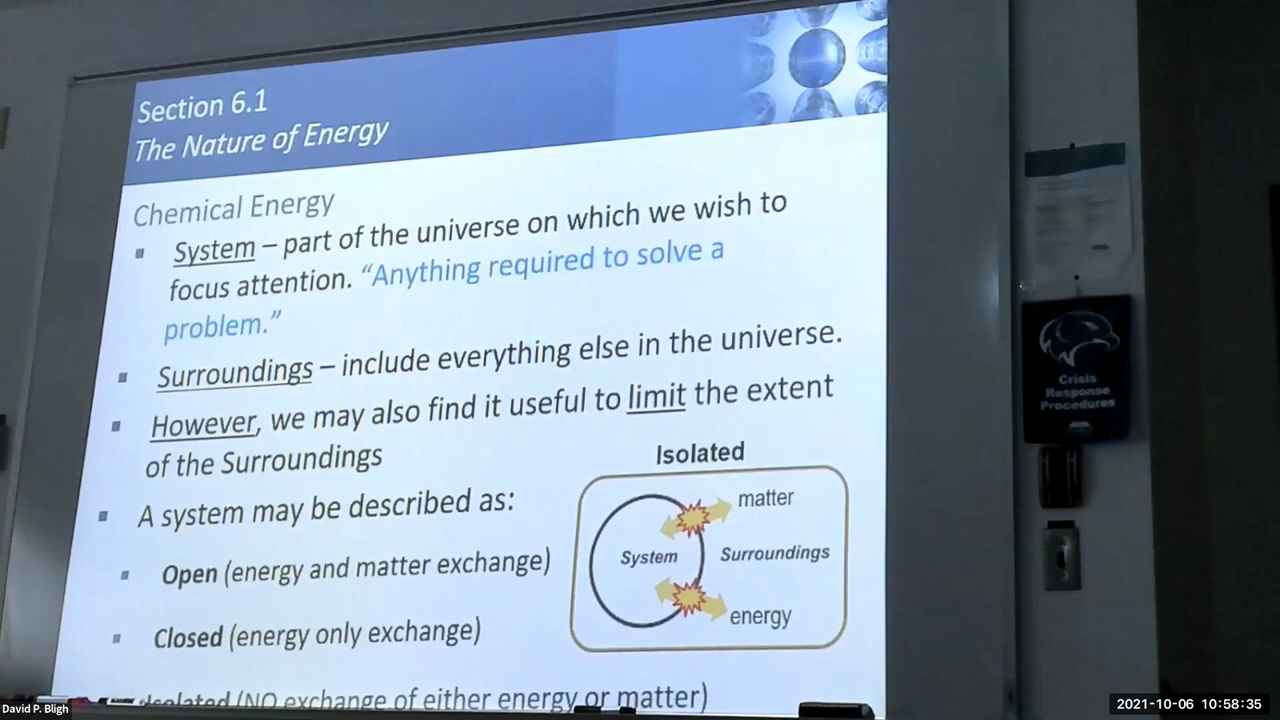 Section 6.1
The Nature of Energy
Chemical Energy
System – part of the universe on which we wish to
focus attention. “Anything required to solve a
problem.”
Surroundings – include everything else in the universe.
However, we may also find it useful to limit the extent
of the Surroundings
A system may be described as:
Open (energy and matter exchange)
Closed (energy only exchange)
Isolated (NO exchange of either energy or matter)
Isolated
matter
System
Surroundings
energy
Crisis
Response
Procedures
David P. Bligh
2021-10-06 10:58:35